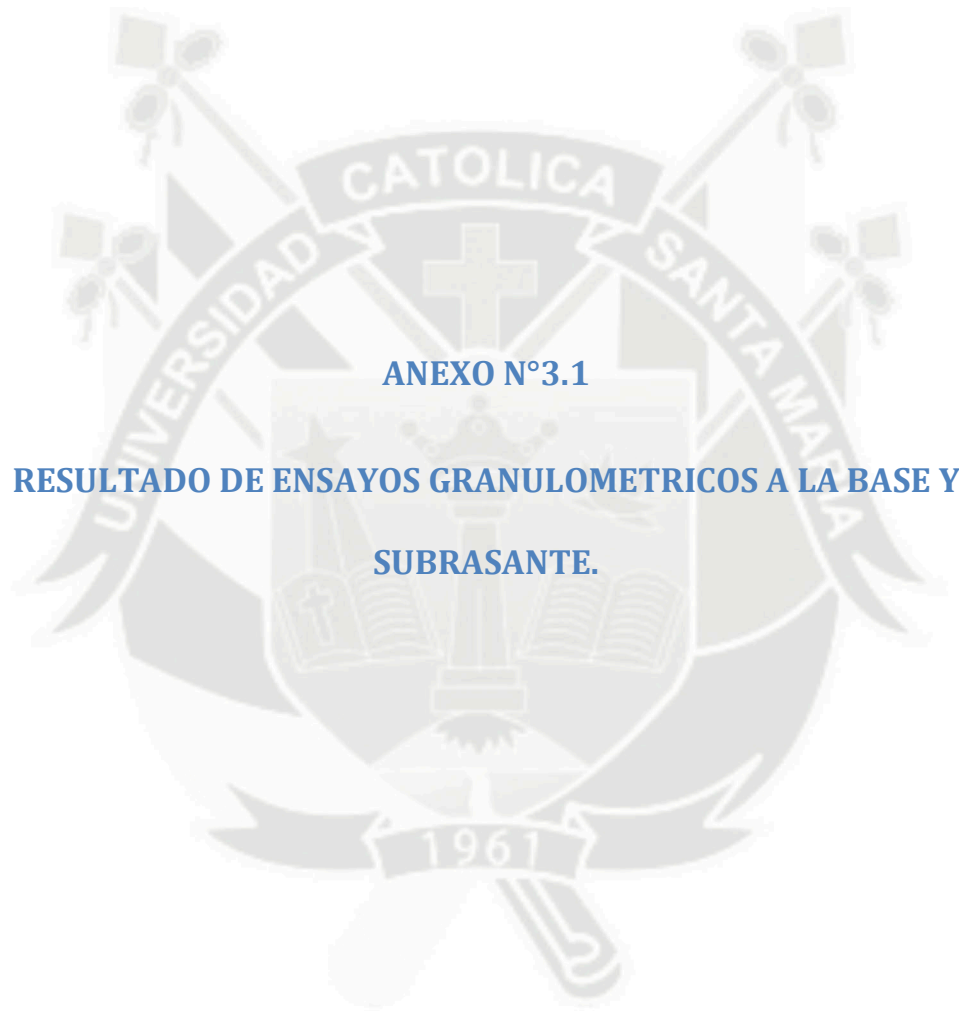 CATOLICA
UNIVERSIDAD
SANTA MARIA
ANEXO N°3.1
RESULTADO DE ENSAYOS GRANULOMETRICOS A LA BASE Y
SUBRASANTE.
1961